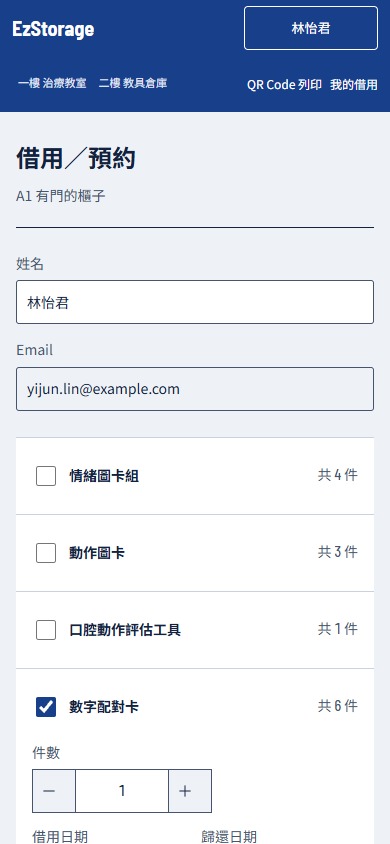 EzStorage
林怡君
一樓 治療教室 二樓 教具倉庫
QR Code 列印 我的借用
借用／預約
A1 有門的櫃子
姓名
林怡君
Email
yijun.lin@example.com
情緒圖卡組 共 4 件
動作圖卡 共 3 件
口腔動作評估工具 共 1 件
數字配對卡 共 6 件
件數
− 1 +
借用日期 歸還日期